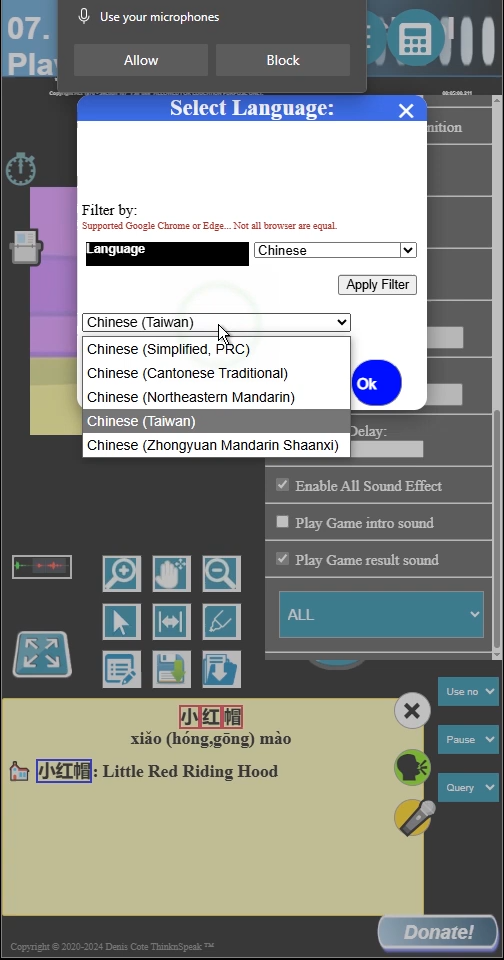 07.
Play
Use your microphones
Allow
Block
Select Language:
nition
Filter by:
Supported Google Chrome or Edge... Not all browser are equal.
Language
Chinese
Apply Filter
Chinese (Taiwan)
Chinese (Simplified, PRC)
Chinese (Cantonese Traditional)
Chinese (Northeastern Mandarin)
Chinese (Taiwan)
Chinese (Zhongyuan Mandarin Shaanxi)
Ok
Delay:
Enable All Sound Effect
Play Game intro sound
Play Game result sound
ALL
Use no
小红帽
xiǎo (hóng,gōng) mào
Pause
小红帽: Little Red Riding Hood
Query
Donate!
Copyright © 2020-2024 Denis Cote ThinknSpeak ™